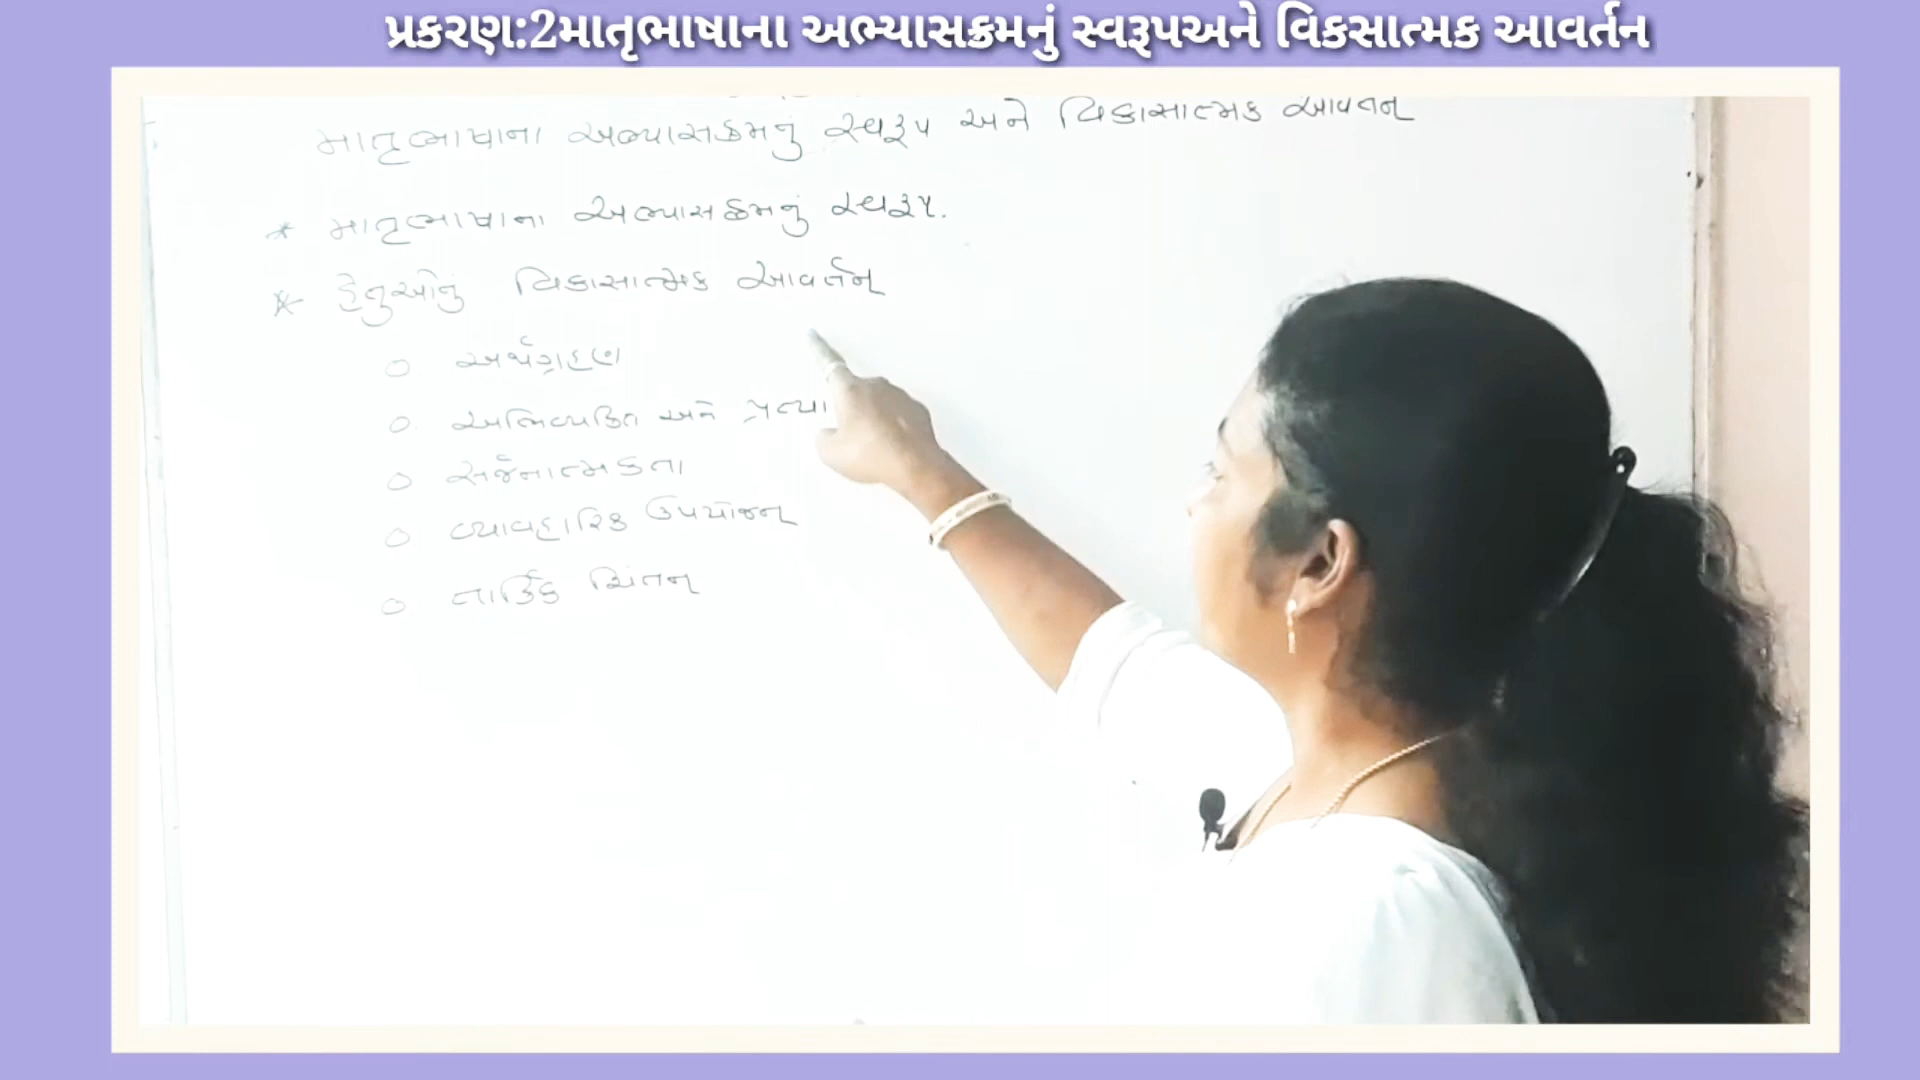 પ્રકરણ:2માતૃભાષાના અભ્યાસક્રમનું સ્વરૂપઅને વિકસાત્મક આવર્તન
માતૃભાષાના અભ્યાસક્રમનું સ્વરૂપ અને વિકાસાત્મક આવર્તન
* માતૃભાષાના અભ્યાસક્રમનું સ્વરૂપ.
* હેતુઓનું વિકાસાત્મક આવર્તન
○ અર્થગ્રહણ
○ અભિવ્યકિત અને પ્રત્યા
○ સર્જનાત્મકતા
○ વ્યાવહારિક ઉપયોજન
○ તાર્કિક ચિંતન